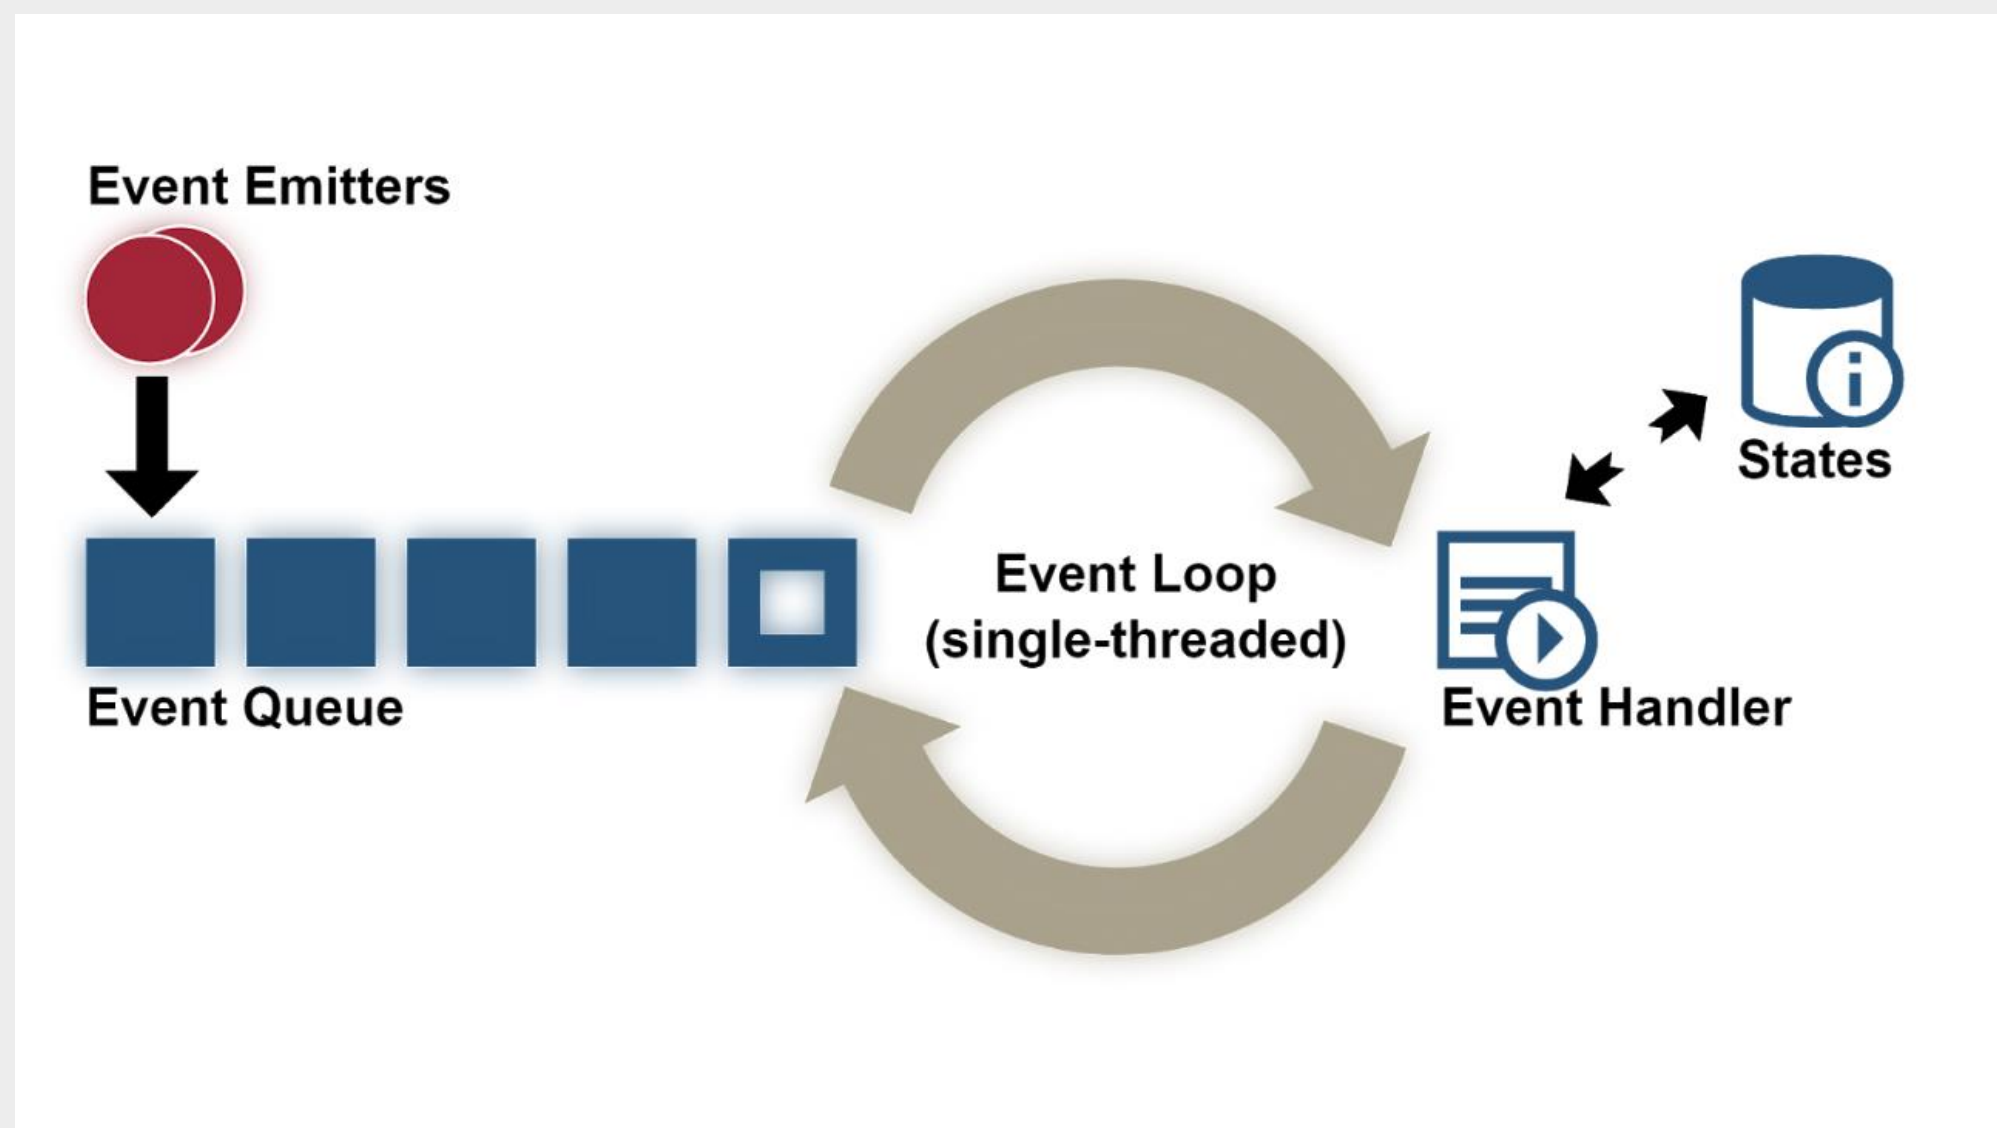 Event Emitters
States
Event Loop
(single-threaded)
Event Queue
Event Handler